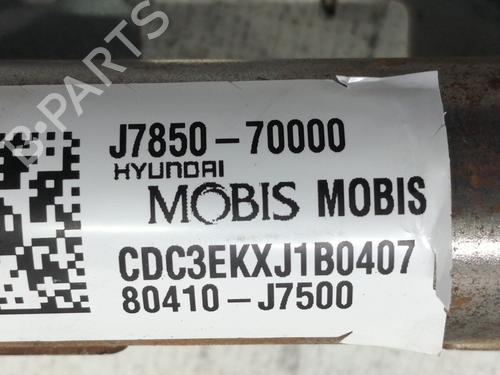 J7850-70000
HYUNDAI
MOBIS MOBIS
CDC3EKXJ1B0407
80410-J7500
B-PARTS